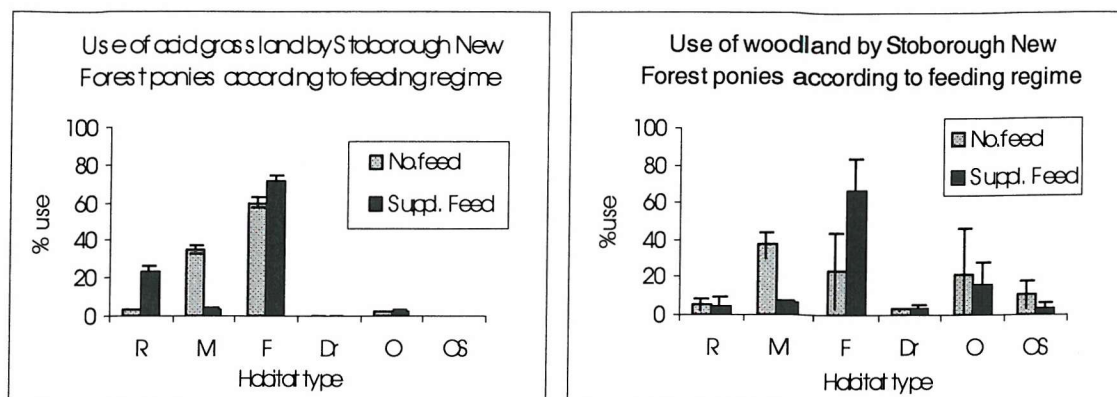 Use of acid grassland by Stoborough New
Forest ponies according to feeding regime
100
80
60
40
20
0
% use
No.feed
Suppl. Feed
R M F Dr O OS
Habitat type
Use of woodland by Stoborough New
Forest ponies according to feeding regime
100
80
60
40
20
0
%use
No.feed
Suppl. Feed
R M F Dr O OS
Habitat type